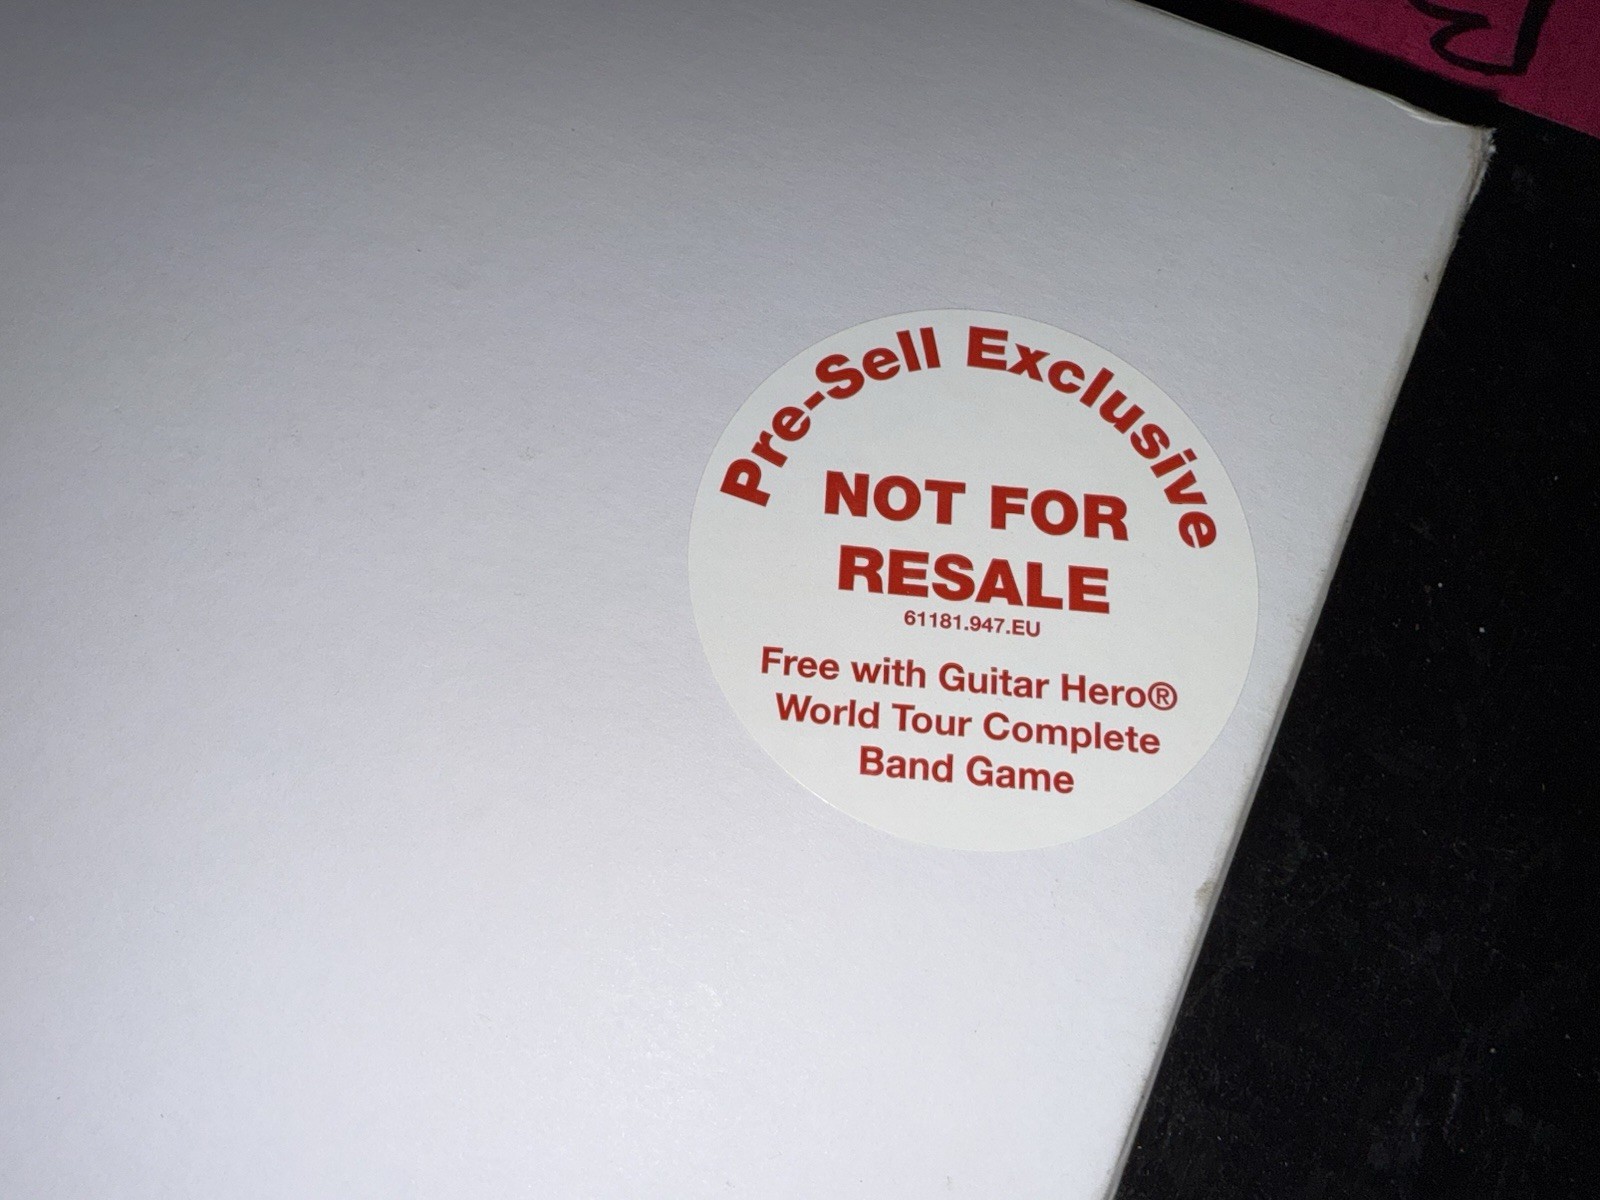 Pre-Sell Exclusive
NOT FOR
RESALE
61181.947.EU
Free with Guitar Hero®
World Tour Complete
Band Game